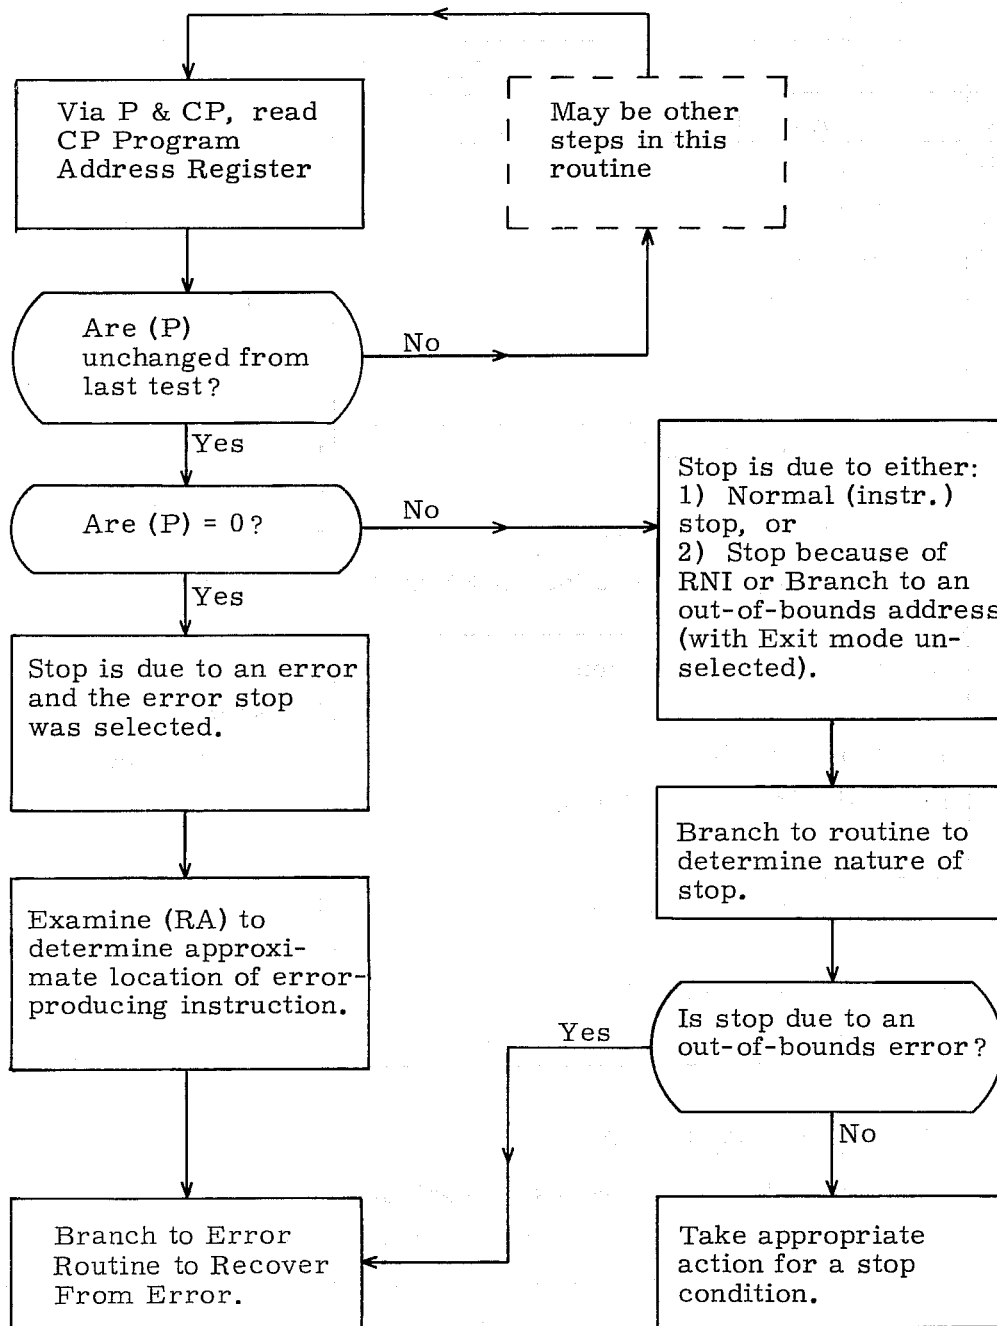 Via P & CP, read
CP Program
Address Register
May be other
steps in this
routine
Are (P)
unchanged from
last test?
No
Yes
Are (P) = 0?
No
Yes
Stop is due to either:
1) Normal (instr.)
stop, or
2) Stop because of
RNI or Branch to an
out-of-bounds address
(with Exit mode un-
selected).
Stop is due to an error
and the error stop
was selected.
Branch to routine to
determine nature of
stop.
Examine (RA) to
determine approxi-
mate location of error-
producing instruction.
Is stop due to an
out-of-bounds error?
Yes
No
Branch to Error
Routine to Recover
From Error.
Take appropriate
action for a stop
condition.